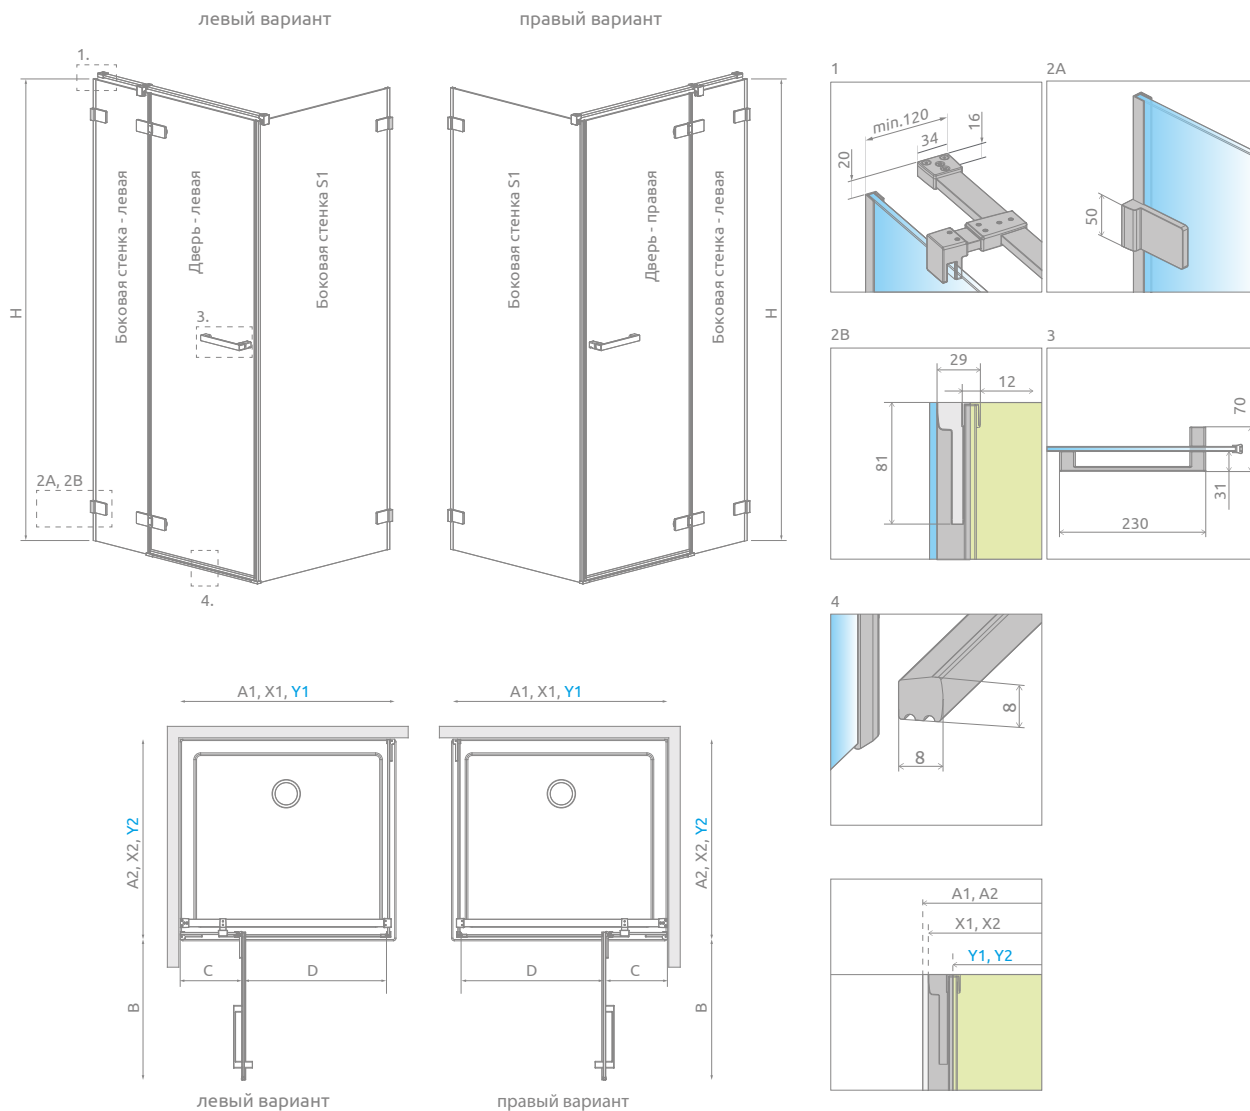 левый вариант
правый вариант
1.
H
Боковая стенка - левая
Дверь - левая
Боковая стенка S1
3.
2A, 2B
4.
Боковая стенка S1
Дверь - правая
Боковая стенка - левая
H
1
min.120
34
16
20
2A
50
2B
29
12
81
3
70
31
230
4
8
8
A1, X1, Y1
A2, X2, Y2
C
D
B
левый вариант
A1, X1, Y1
A2, X2, Y2
D
C
B
правый вариант
A1, A2
X1, X2
Y1, Y2